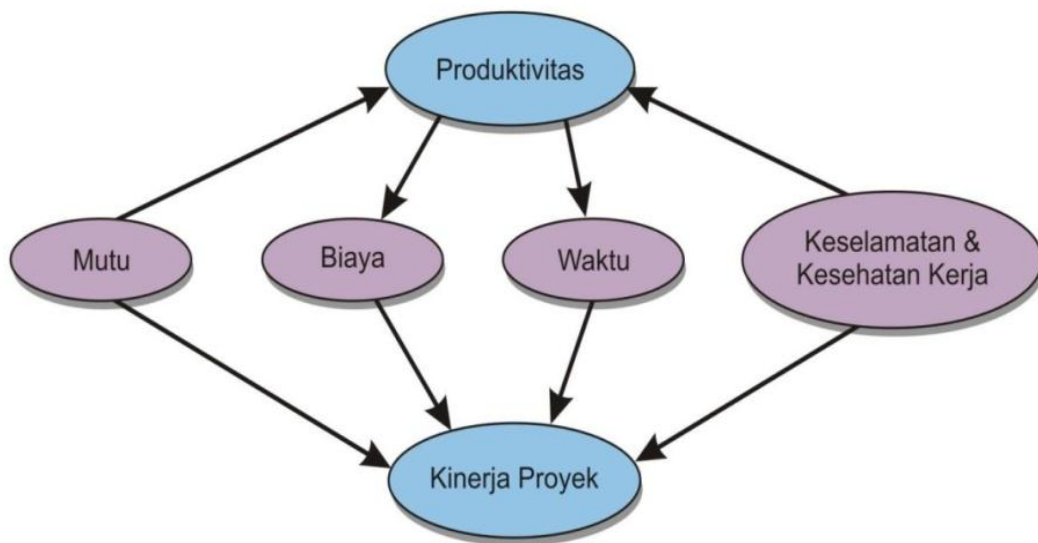 Produktivitas
Mutu
Biaya
Waktu
Keselamatan &
Kesehatan Kerja
Kinerja Proyek